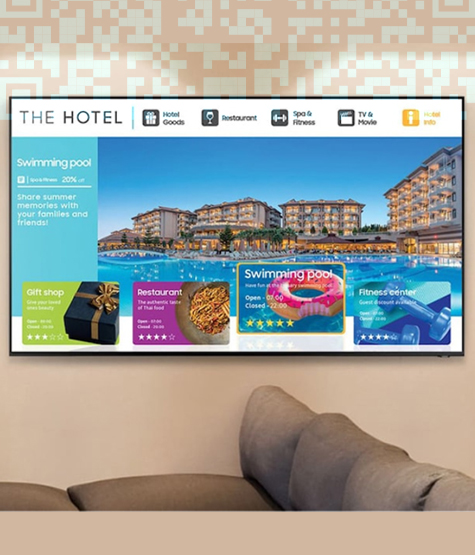 THE HOTEL
Hotel
Goods
Restaurant
Spa &
Fitness
TV &
Movie
Hotel
Info
Swimming pool
Spa & Fitness 20% off
Share summer
memories with
your families and
friends!
Gift shop
Give your loved
ones beauty
Open - 07:00
Closed - 22:00
Restaurant
The authentic taste
of Thai food
Open - 07:00
Closed - 22:00
Swimming pool
Have fun at the luxury swimming pool
Open - 07:00
Closed - 22:00
Fitness center
Guest discount available